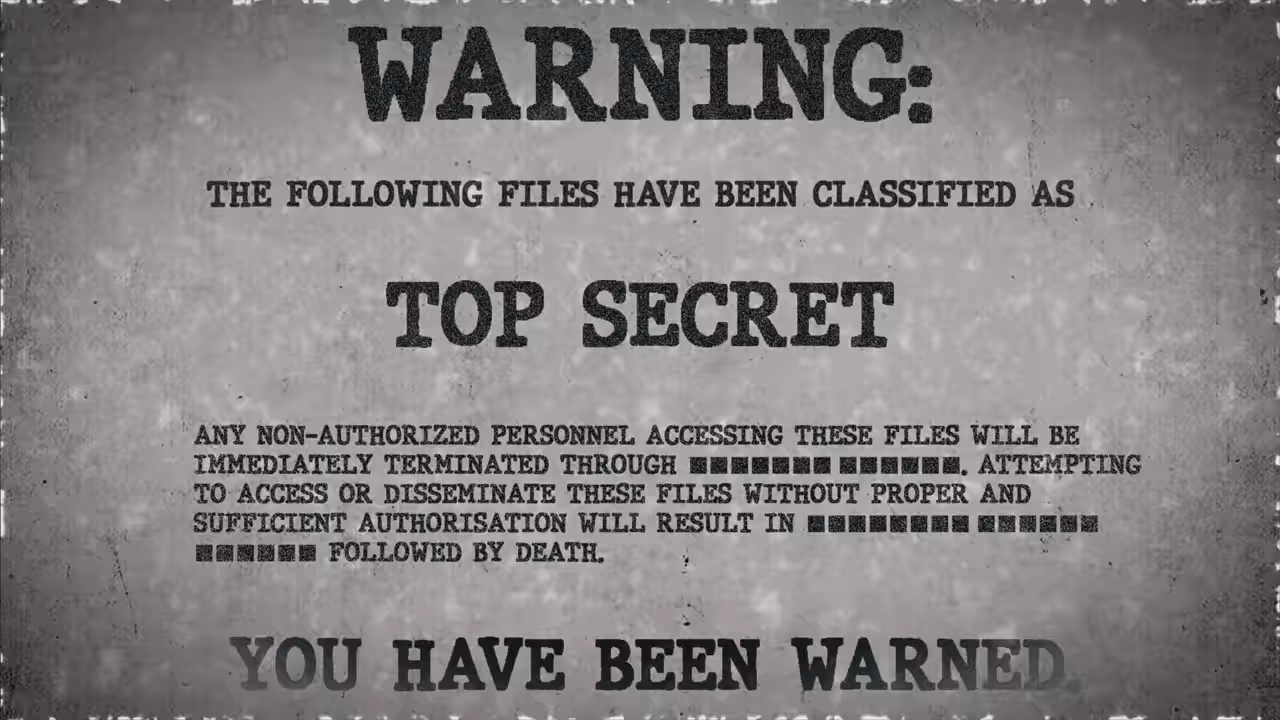 WARNING:
THE FOLLOWING FILES HAVE BEEN CLASSIFIED AS
TOP SECRET
ANY NON-AUTHORIZED PERSONNEL ACCESSING THESE FILES WILL BE
IMMEDIATELY TERMINATED THROUGH ■■■■■■■ ■■■■■■. ATTEMPTING
TO ACCESS OR DISSEMINATE THESE FILES WITHOUT PROPER AND
SUFFICIENT AUTHORISATION WILL RESULT IN ■■■■■■■■ ■■■■■■
■■■■■■ FOLLOWED BY DEATH.
YOU HAVE BEEN WARNED.